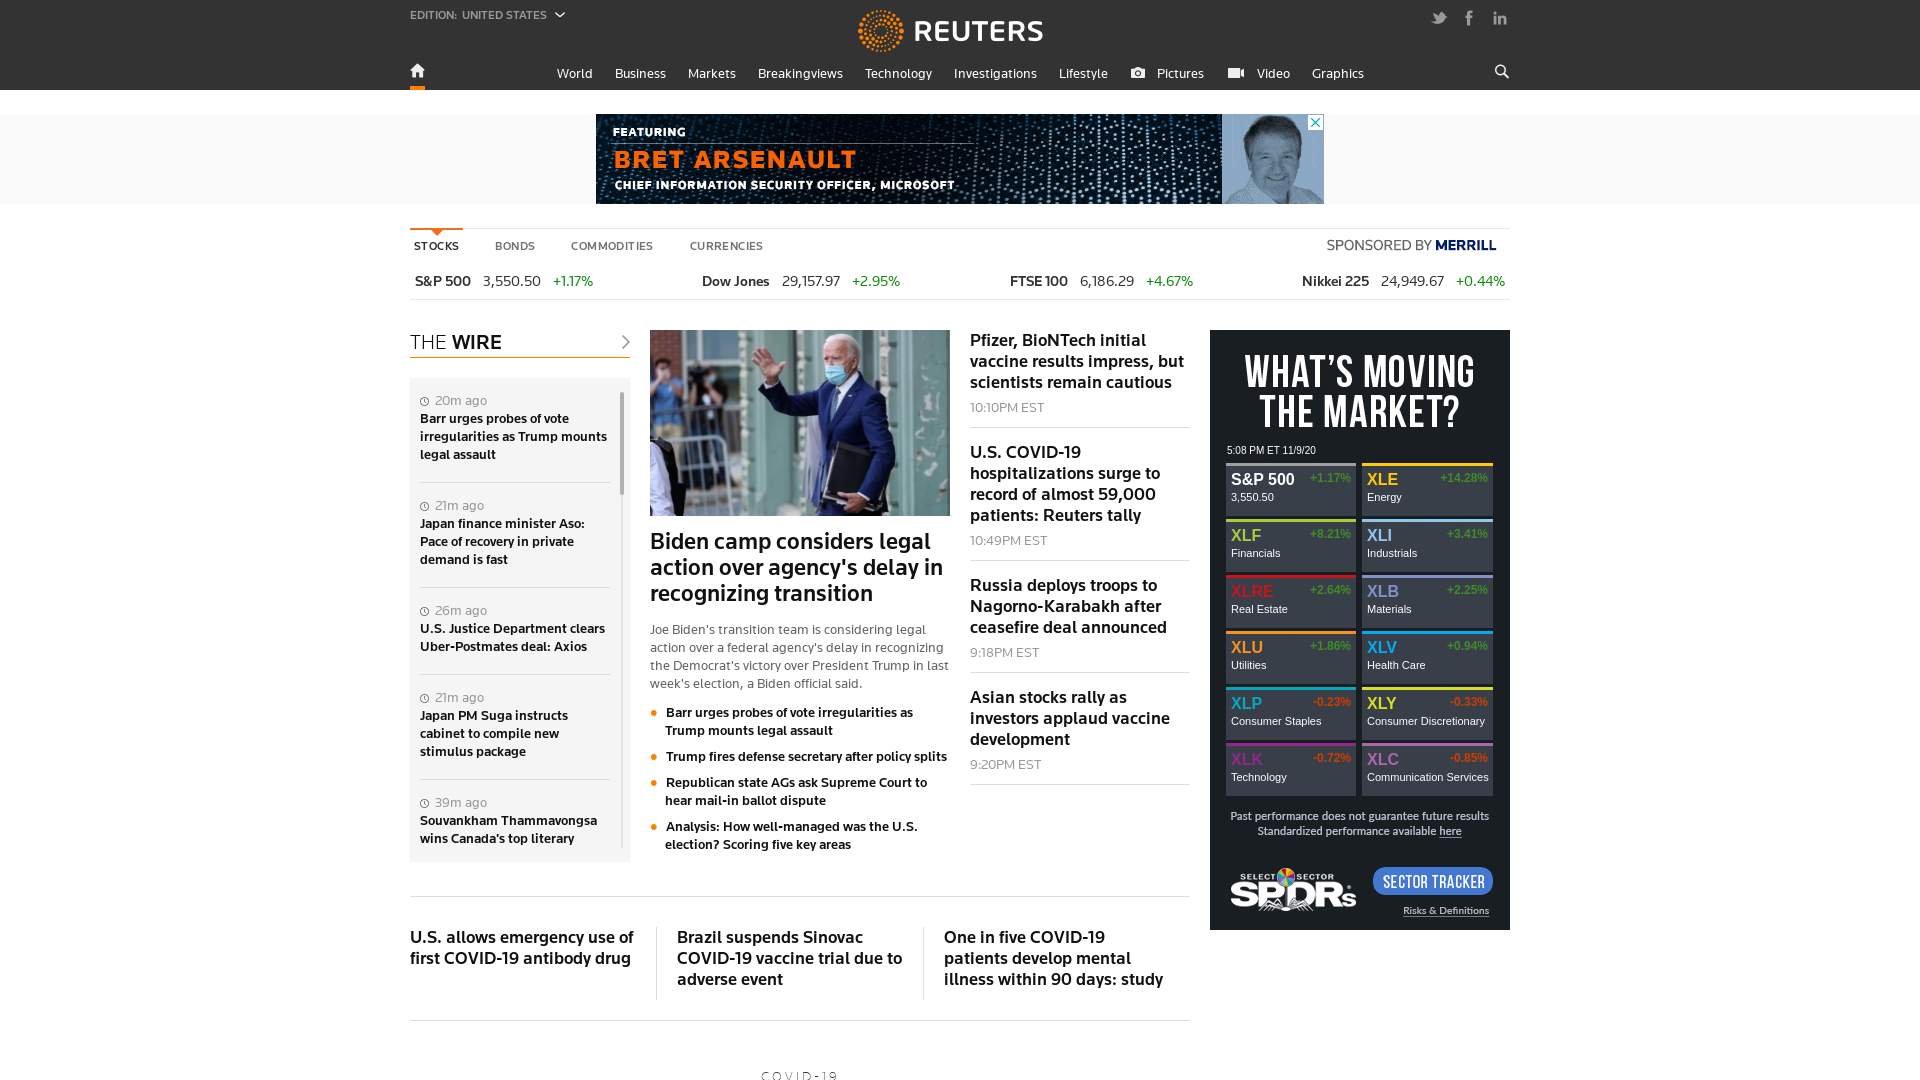 EDITION: UNITED STATES
REUTERS
World Business Markets Breakingviews Technology Investigations Lifestyle Pictures Video Graphics
FEATURING
BRET ARSENAULT
CHIEF INFORMATION SECURITY OFFICER, MICROSOFT
STOCKS BONDS COMMODITIES CURRENCIES SPONSORED BY MERRILL
S&P 500 3,550.50 +1.17% Dow Jones 29,157.97 +2.95% FTSE 100 6,186.29 +4.67% Nikkei 225 24,949.67 +0.44%
THE WIRE
20m ago
Barr urges probes of vote
irregularities as Trump mounts
legal assault
21m ago
Japan finance minister Aso:
Pace of recovery in private
demand is fast
26m ago
U.S. Justice Department clears
Uber-Postmates deal: Axios
21m ago
Japan PM Suga instructs
cabinet to compile new
stimulus package
39m ago
Souvankham Thammavongsa
wins Canada's top literary
Biden camp considers legal
action over agency's delay in
recognizing transition
Joe Biden's transition team is considering legal
action over a federal agency's delay in recognizing
the Democrat's victory over President Trump in last
week's election, a Biden official said.
Barr urges probes of vote irregularities as
Trump mounts legal assault
Trump fires defense secretary after policy splits
Republican state AGs ask Supreme Court to
hear mail-in ballot dispute
Analysis: How well-managed was the U.S.
election? Scoring five key areas
Pfizer, BioNTech initial
vaccine results impress, but
scientists remain cautious
10:10PM EST
U.S. COVID-19
hospitalizations surge to
record of almost 59,000
patients: Reuters tally
10:49PM EST
Russia deploys troops to
Nagorno-Karabakh after
ceasefire deal announced
9:18PM EST
Asian stocks rally as
investors applaud vaccine
development
9:20PM EST
WHAT'S MOVING
THE MARKET?
5:08 PM ET 11/9/20
S&P 500 +1.17% XLE +14.28%
3,550.50 Energy
XLF +8.21% XLI +3.41%
Financials Industrials
XLRE +2.64% XLB +2.25%
Real Estate Materials
XLU +1.86% XLV +0.94%
Utilities Health Care
XLP -0.23% XLY -0.33%
Consumer Staples Consumer Discretionary
XLK -0.72% XLC -0.85%
Technology Communication Services
Past performance does not guarantee future results
Standardized performance available here
SELECT SECTOR
SPDRs
SECTOR TRACKER
Risks & Definitions
U.S. allows emergency use of
first COVID-19 antibody drug
Brazil suspends Sinovac
COVID-19 vaccine trial due to
adverse event
One in five COVID-19
patients develop mental
illness within 90 days: study
COVID-19